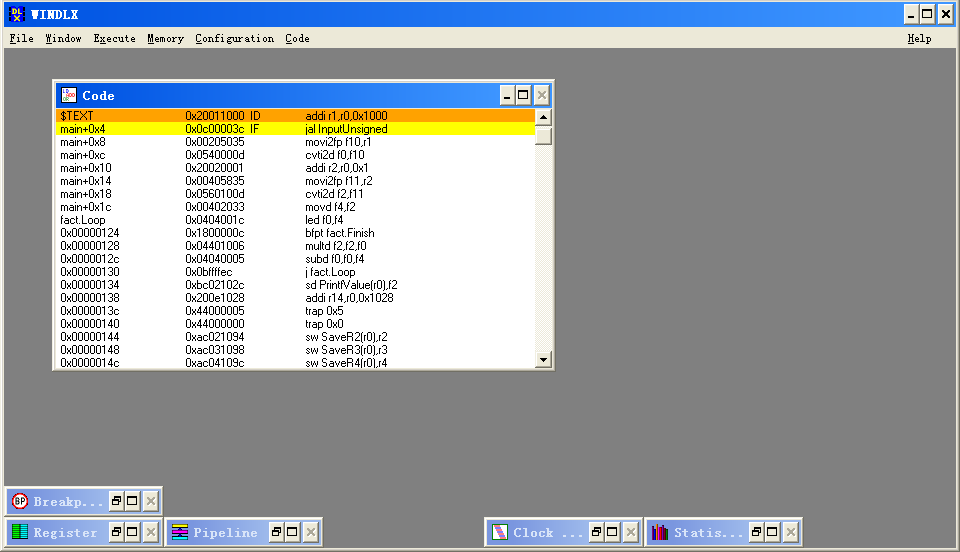 WINDLX
File Window Execute Memory Configuration Code Help
Code
$TEXT 0x20011000 ID addi r1,r0,0x1000
main+0x4 0x0c00003c IF jal InputUnsigned
main+0x8 0x00205035 movi2fp f10,r1
main+0xc 0x0540000d cvti2d f0,f10
main+0x10 0x20020001 addi r2,r0,0x1
main+0x14 0x00405835 movi2fp f11,r2
main+0x18 0x0560100d cvti2d f2,f11
main+0x1c 0x00402033 movd f4,f2
fact.Loop 0x0404001c led f0,f4
0x00000124 0x1800000c bfpt fact.Finish
0x00000128 0x04401006 multd f2,f2,f0
0x0000012c 0x04040005 subd f0,f0,f4
0x00000130 0x0bffffec j fact.Loop
0x00000134 0xbc02102c sd PrintfValue(r0),f2
0x00000138 0x200e1028 addi r14,r0,0x1028
0x0000013c 0x44000005 trap 0x5
0x00000140 0x44000000 trap 0x0
0x00000144 0xac021094 sw SaveR2(r0),r2
0x00000148 0xac031098 sw SaveR3(r0),r3
0x0000014c 0xac04109c sw SaveR4(r0),r4
BP Breakp...
Register Pipeline Clock ... Statis...